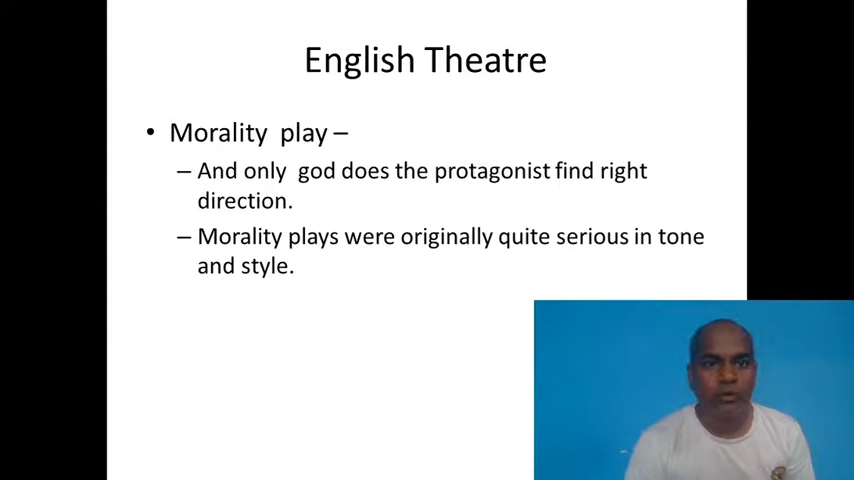 English Theatre
• Morality play –
– And only god does the protagonist find right
direction.
– Morality plays were originally quite serious in tone
and style.